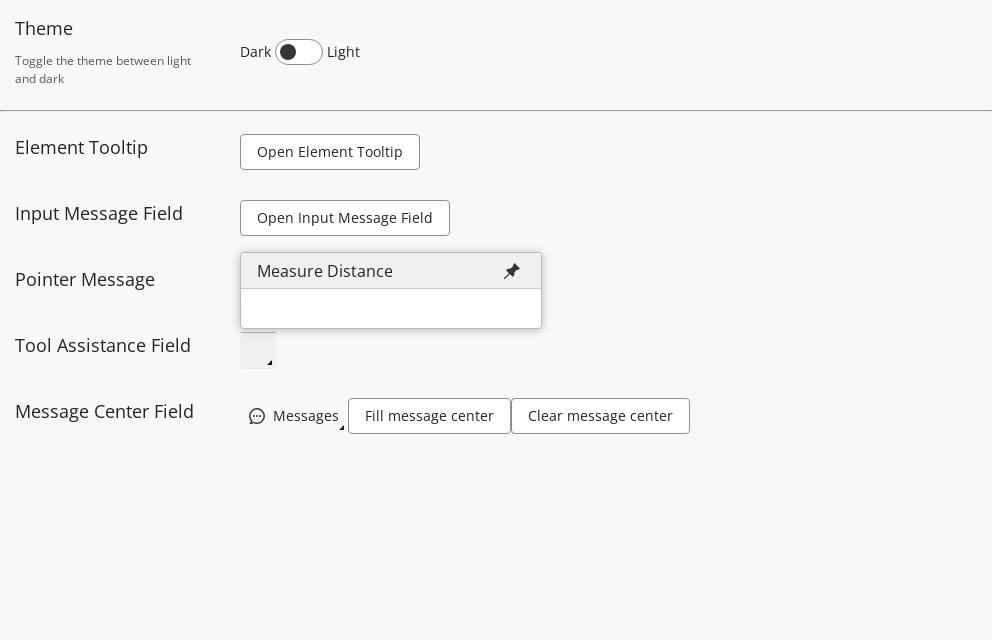 Theme
Toggle the theme between light
and dark
Dark Light
Element Tooltip
Open Element Tooltip
Input Message Field
Open Input Message Field
Pointer Message
Measure Distance
Tool Assistance Field
Message Center Field
Messages
Fill message center
Clear message center